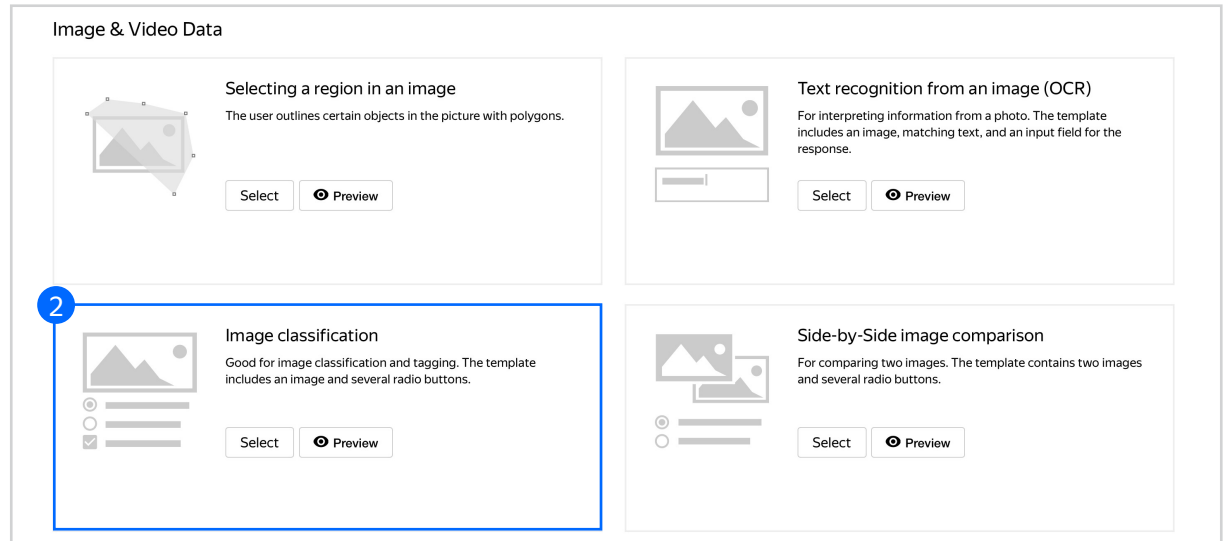 Image & Video Data
Selecting a region in an image
The user outlines certain objects in the picture with polygons.
Select
Preview
Text recognition from an image (OCR)
For interpreting information from a photo. The template
includes an image, matching text, and an input field for the
response.
Select
Preview
2
Image classification
Good for image classification and tagging. The template
includes an image and several radio buttons.
Select
Preview
Side-by-Side image comparison
For comparing two images. The template contains two images
and several radio buttons.
Select
Preview